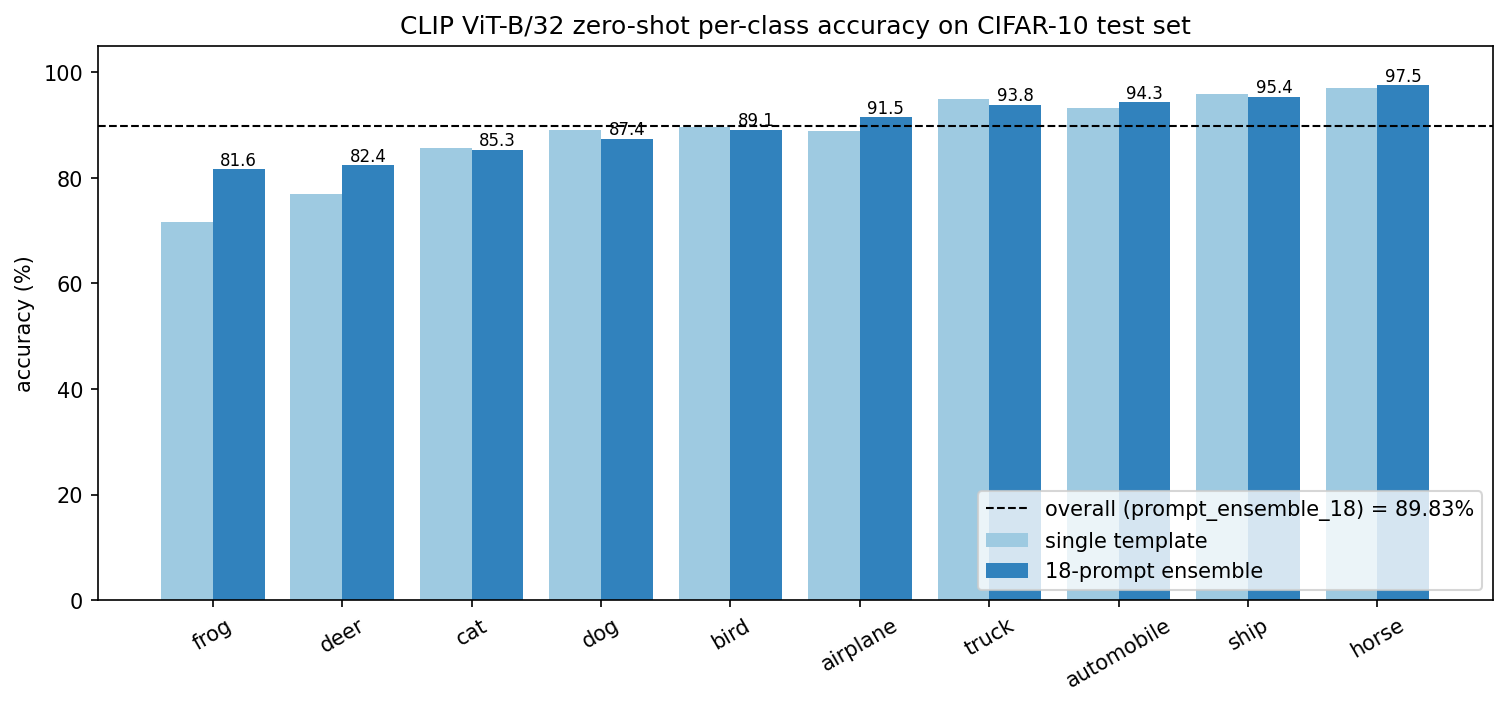 CLIP ViT-B/32 zero-shot per-class accuracy on CIFAR-10 test set
accuracy (%)
100
80
60
40
20
0
81.6
82.4
85.3
87.4
89.1
91.5
93.8
94.3
95.4
97.5
overall (prompt_ensemble_18) = 89.83%
single template
18-prompt ensemble
frog
deer
cat
dog
bird
airplane
truck
automobile
ship
horse